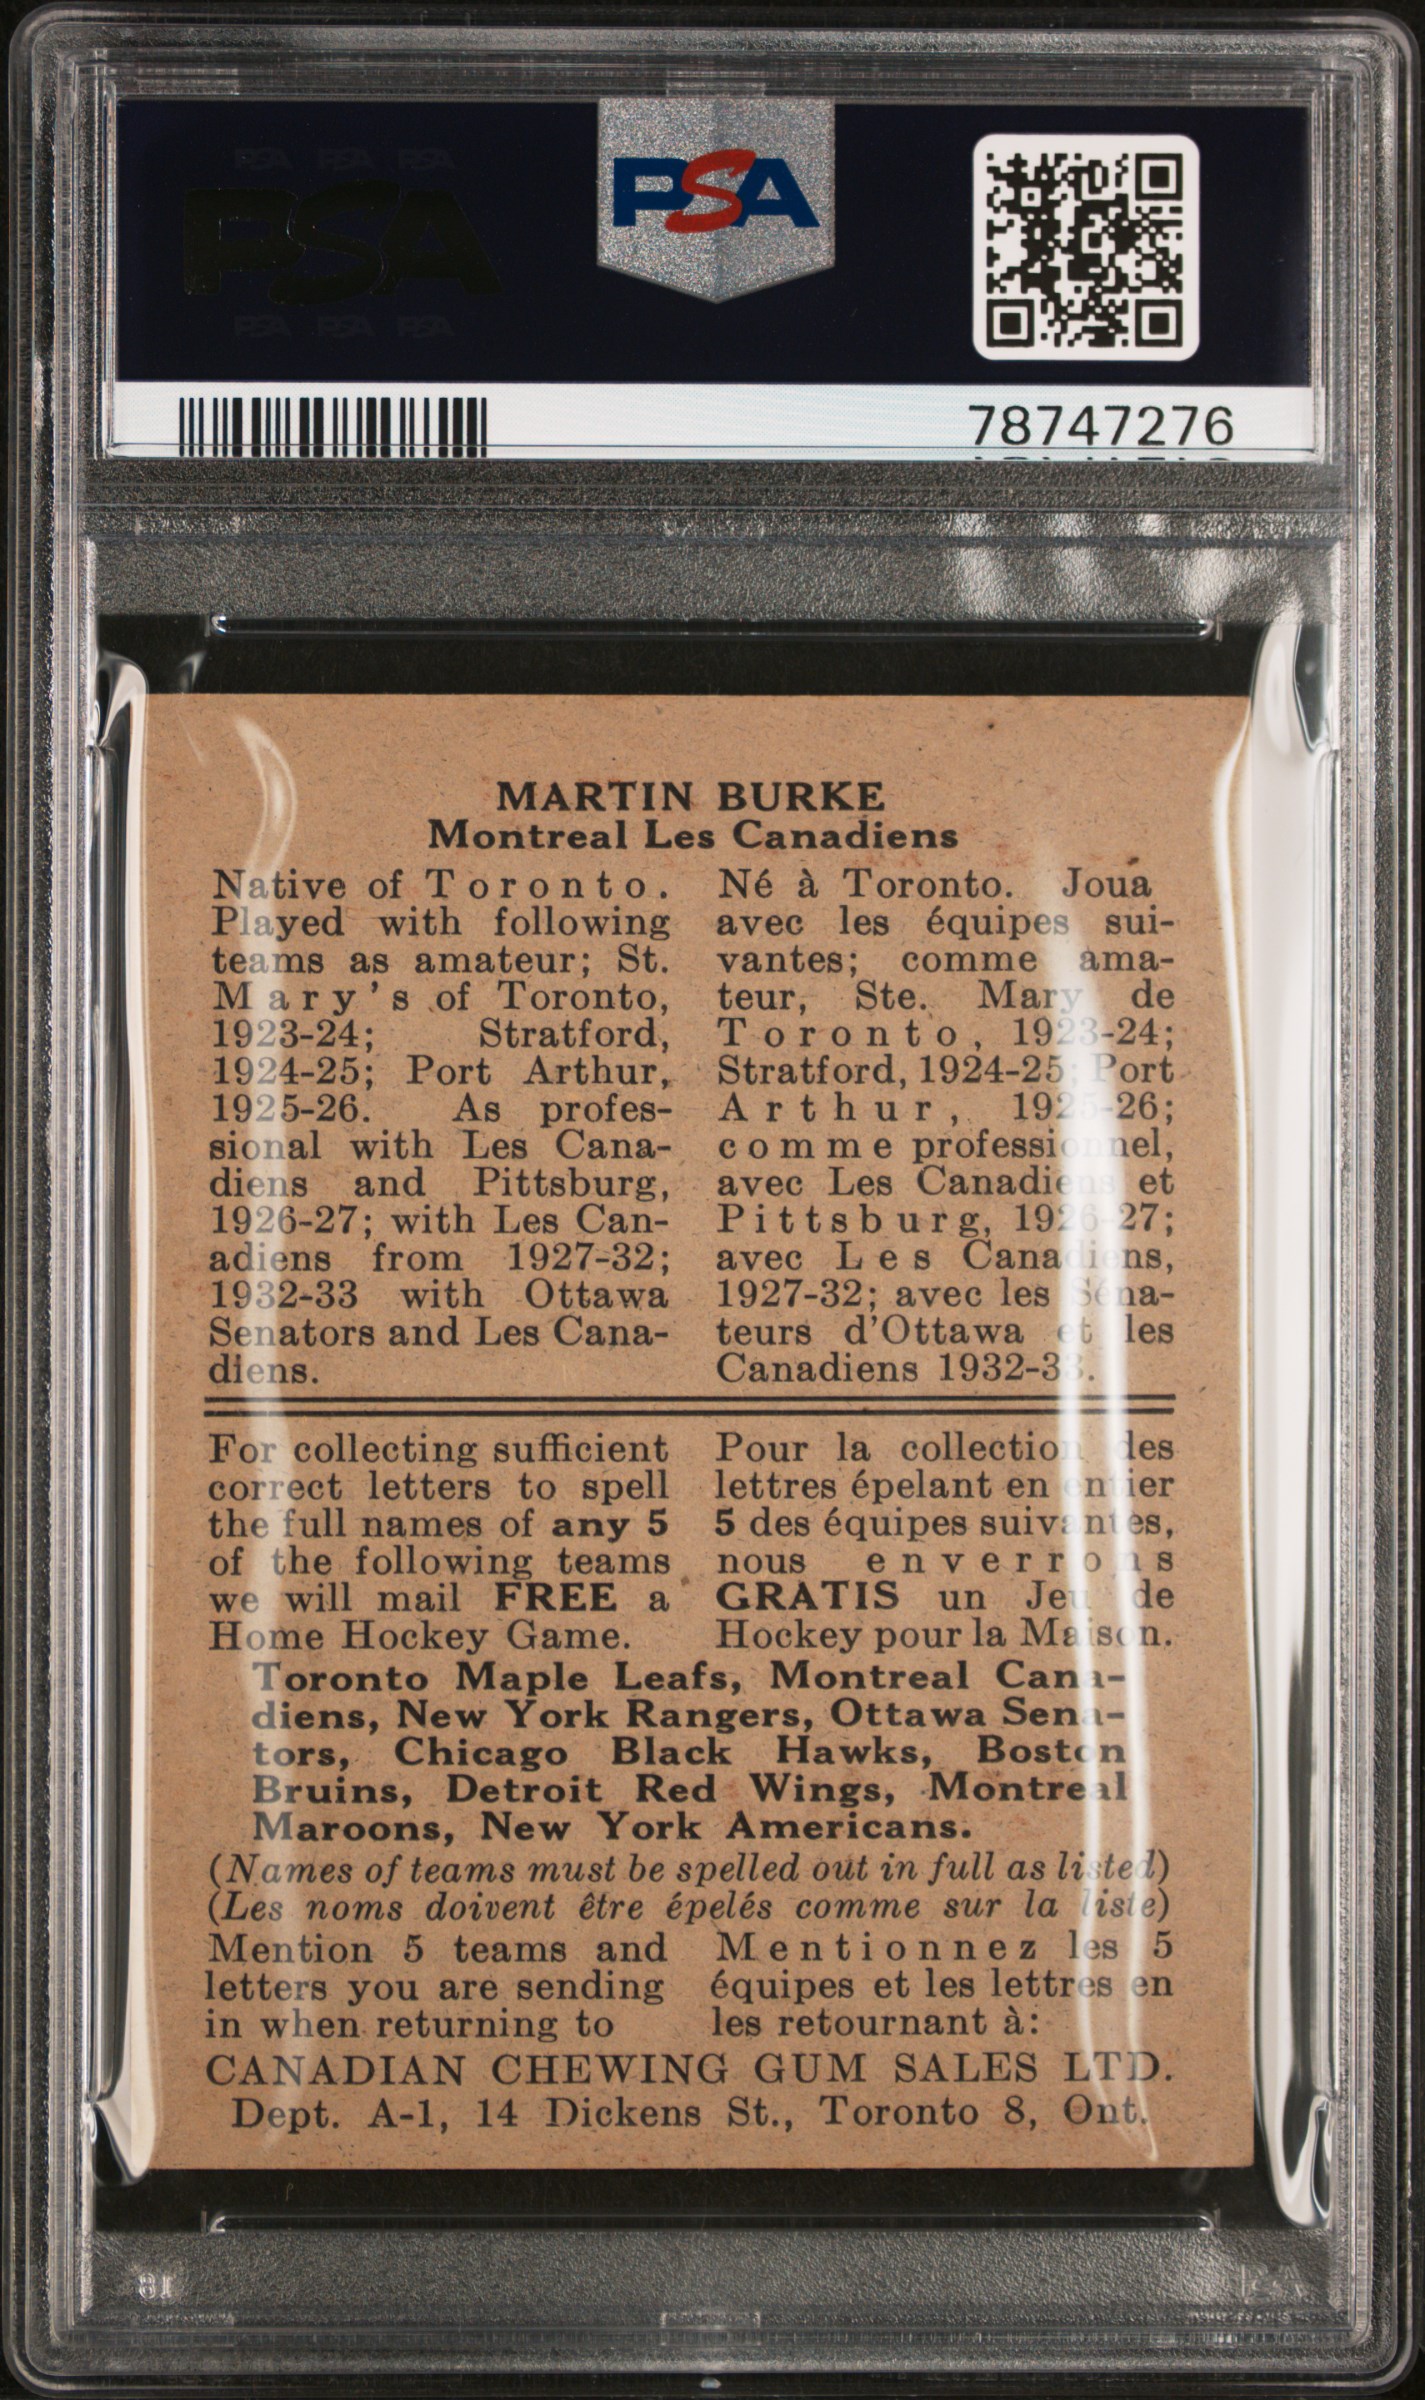 PSA PSA PSA
PSA
PSA PSA PSA
PSA
78747276
MARTIN BURKE
Montreal Les Canadiens
Native of Toronto.
Played with following
teams as amateur; St.
Mary's of Toronto,
1923-24; Stratford,
1924-25; Port Arthur,
1925-26. As profes-
sional with Les Cana-
diens and Pittsburg,
1926-27; with Les Can-
adiens from 1927-32;
1932-33 with Ottawa
Senators and Les Cana-
diens.
Né à Toronto. Joua
avec les équipes sui-
vantes; comme ama-
teur, Ste. Mary de
Toronto, 1923-24;
Stratford, 1924-25; Port
Arthur, 1925-26;
comme professionnel,
avec Les Canadiens et
Pittsburg, 1926-27;
avec Les Canadiens,
1927-32; avec les Séna-
teurs d'Ottawa et les
Canadiens 1932-33.
For collecting sufficient
correct letters to spell
the full names of any 5
of the following teams
we will mail FREE a
Home Hockey Game.
Pour la collection des
lettres épelant en entier
5 des équipes suivantes,
nous enverrons
GRATIS un Jeu de
Hockey pour la Maison.
Toronto Maple Leafs, Montreal Cana-
diens, New York Rangers, Ottawa Sena-
tors, Chicago Black Hawks, Boston
Bruins, Detroit Red Wings, Montreal
Maroons, New York Americans.
(Names of teams must be spelled out in full as listed)
(Les noms doivent être épelés comme sur la liste)
Mention 5 teams and
letters you are sending
in when returning to
Mentionnez les 5
équipes et les lettres en
les retournant à:
CANADIAN CHEWING GUM SALES LTD.
Dept. A-1, 14 Dickens St., Toronto 8, Ont.